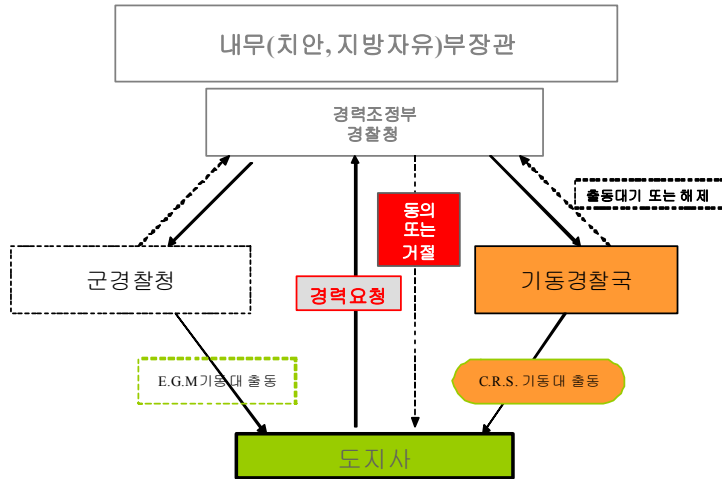 내무(치안, 지방자유)부장관
경력조정부
경찰청
출동대기 또는 해제
동의
또는
거절
군경찰청
경력요청
기동경찰국
E.G.M기동대 출동
C.R.S. 기동대 출동
도지사